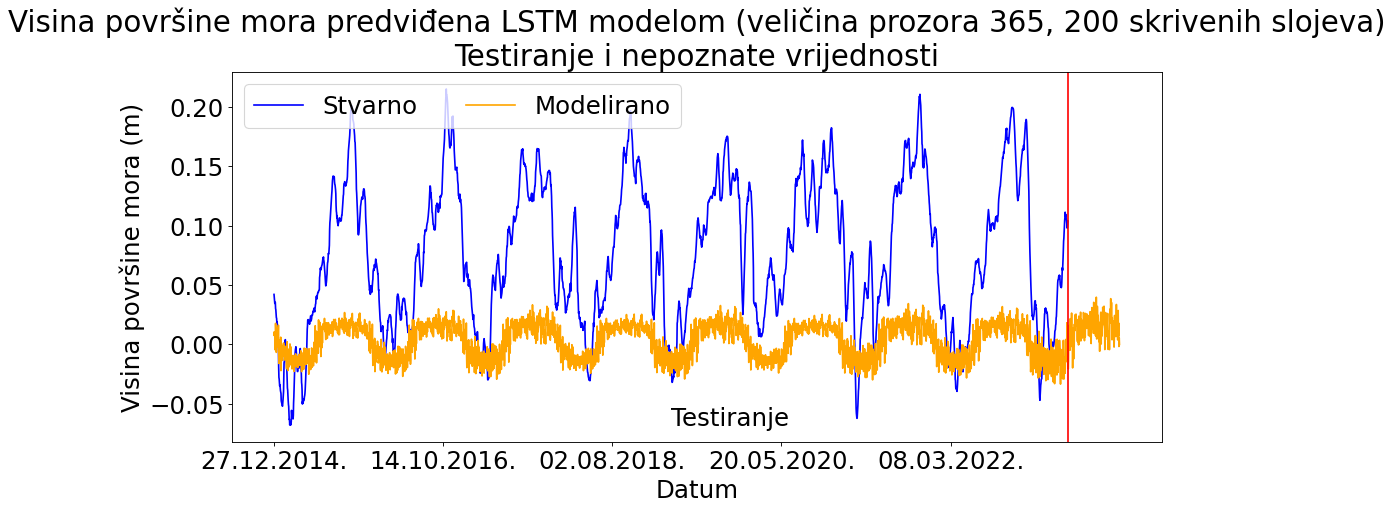 Visina površine mora predviđena LSTM modelom (veličina prozora 365, 200 skrivenih slojeva)
Testiranje i nepoznate vrijednosti
Stvarno
Modelirano
Visina površine mora (m)
0.20
0.15
0.10
0.05
0.00
−0.05
Testiranje
27.12.2014.
14.10.2016.
02.08.2018.
20.05.2020.
08.03.2022.
Datum